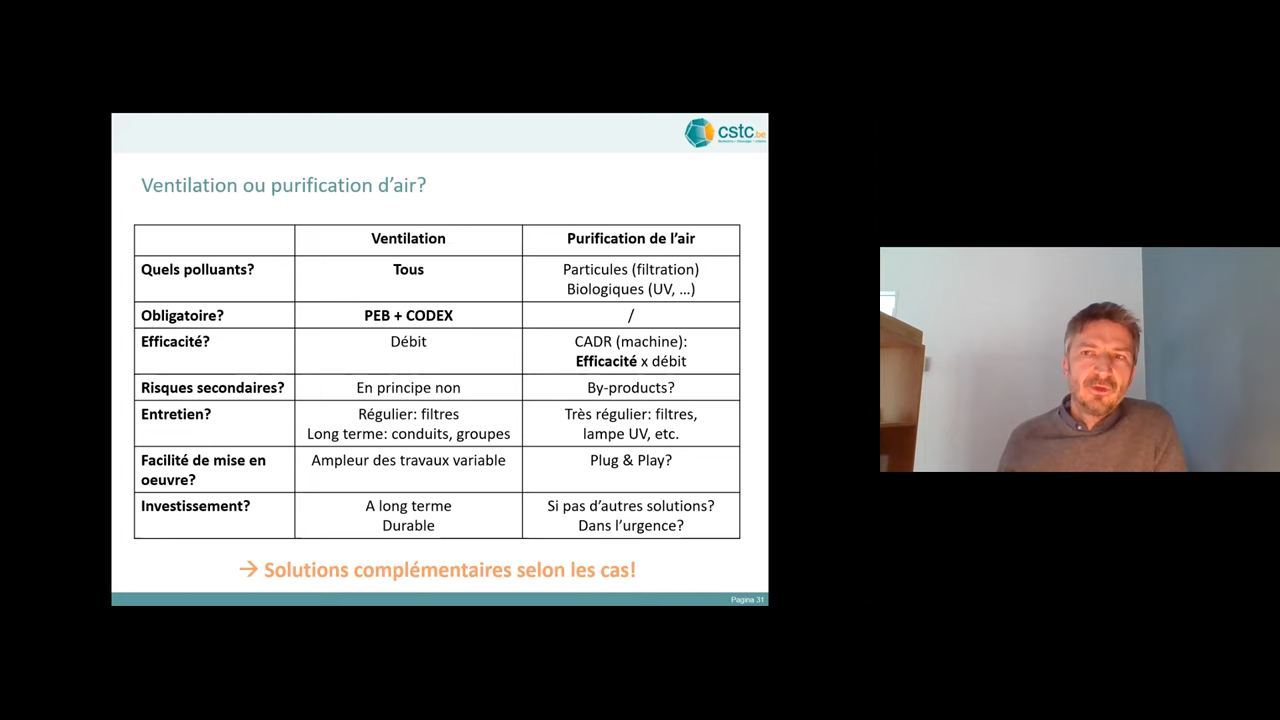 cstc.be
Ventilation ou purification d'air?
Ventilation
Purification de l'air
Quels polluants?
Tous
Particules (filtration)
Biologiques (UV, ...)
Obligatoire?
PEB + CODEX
/
Efficacité?
Débit
CADR (machine):
Efficacité x débit
Risques secondaires?
En principe non
By-products?
Entretien?
Régulier: filtres
Long terme: conduits, groupes
Très régulier: filtres,
lampe UV, etc.
Facilité de mise en
oeuvre?
Ampleur des travaux variable
Plug & Play?
Investissement?
A long terme
Durable
Si pas d'autres solutions?
Dans l'urgence?
→ Solutions complémentaires selon les cas!
Pagina 31